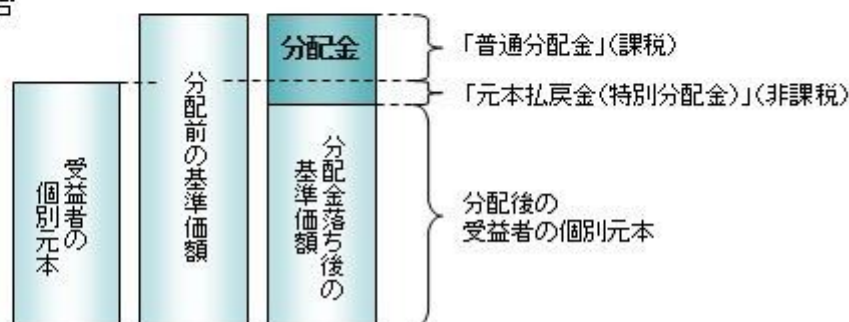 分配金
「普通分配金」(課税)
「元本払戻金(特別分配金)」(非課税)
受益者の
個別元本
分配前の基準価額
分配金落ち後の
基準価額
分配後の
受益者の個別元本